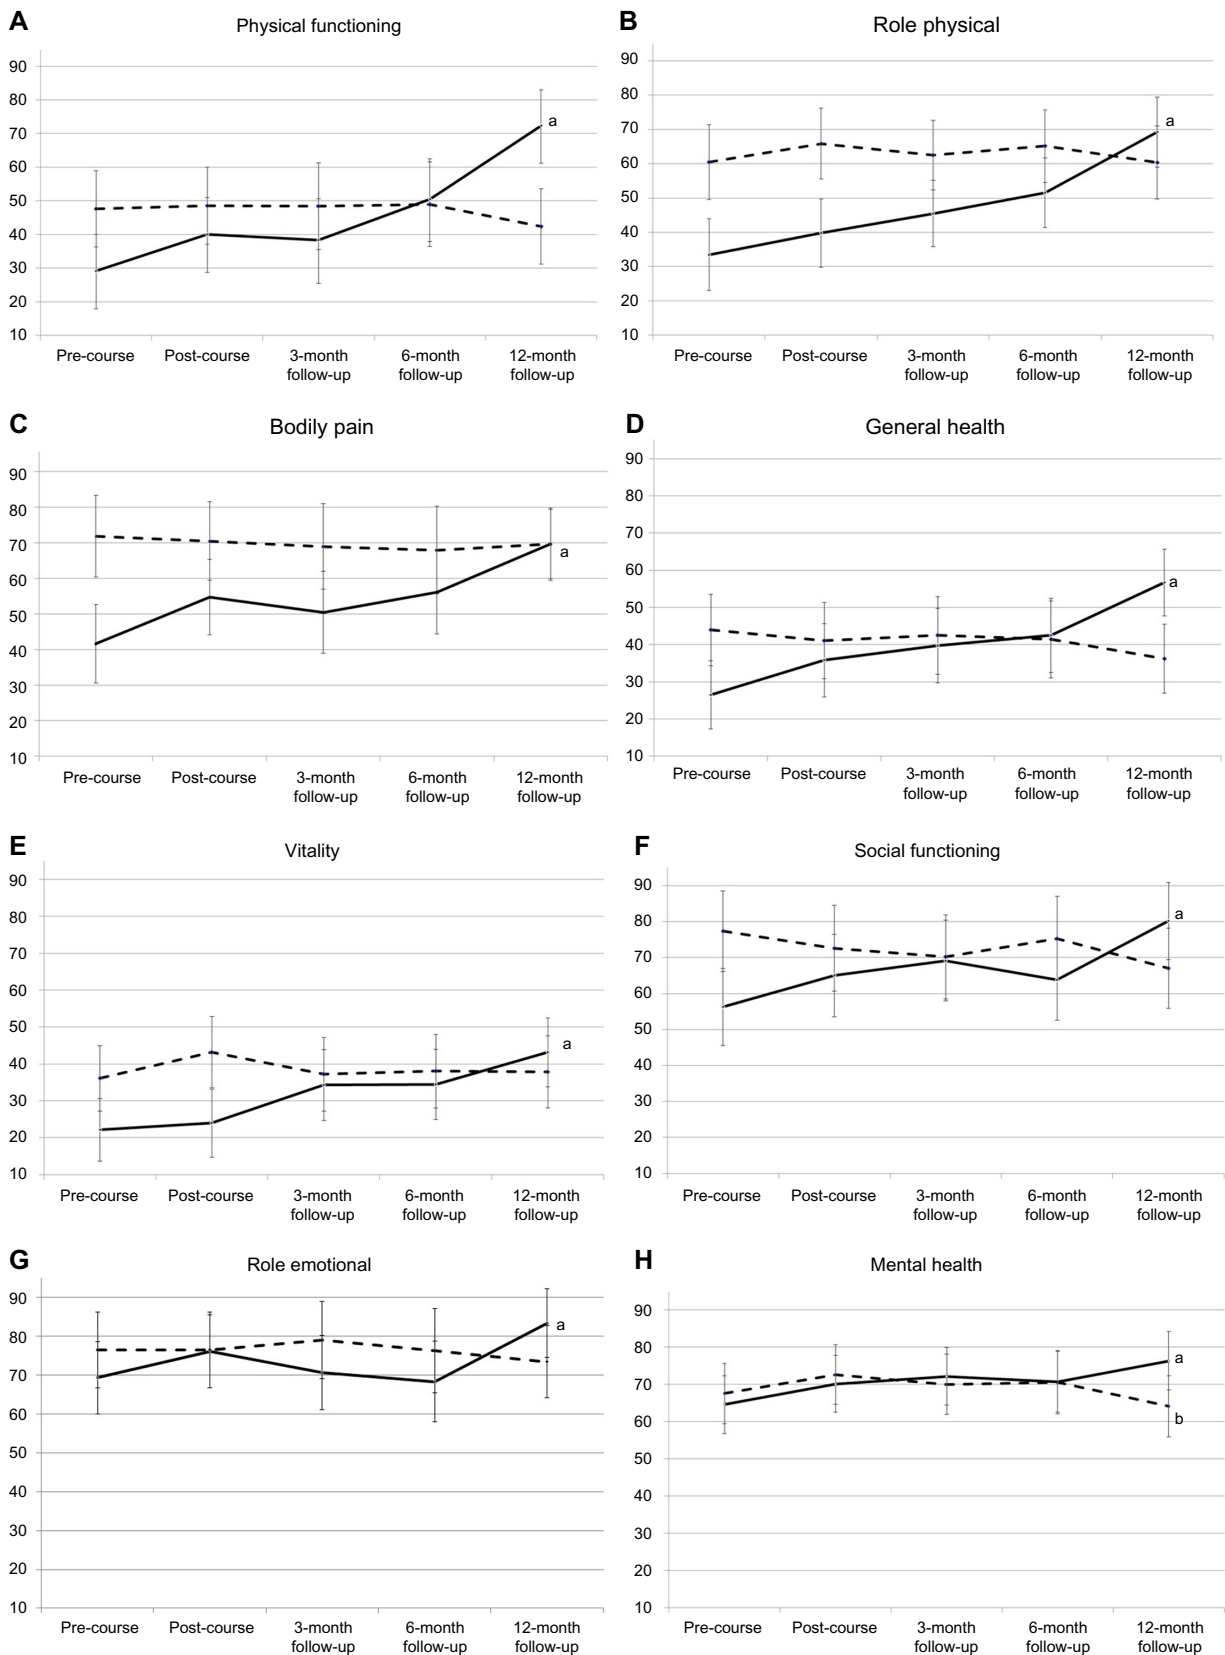 A
Physical functioning
90
80
70
60
50
40
30
20
10
a
Pre-course Post-course 3-month 6-month 12-month
follow-up follow-up follow-up
B
Role physical
90
80
70
60
50
40
30
20
10
a
Pre-course Post-course 3-month 6-month 12-month
follow-up follow-up follow-up
C
Bodily pain
90
80
70
60
50
40
30
20
10
a
Pre-course Post-course 3-month 6-month 12-month
follow-up follow-up follow-up
D
General health
90
80
70
60
50
40
30
20
10
a
Pre-course Post-course 3-month 6-month 12-month
follow-up follow-up follow-up
E
Vitality
90
80
70
60
50
40
30
20
10
a
Pre-course Post-course 3-month 6-month 12-month
follow-up follow-up follow-up
F
Social functioning
90
80
70
60
50
40
30
20
10
a
Pre-course Post-course 3-month 6-month 12-month
follow-up follow-up follow-up
G
Role emotional
90
80
70
60
50
40
30
20
10
a
Pre-course Post-course 3-month 6-month 12-month
follow-up follow-up follow-up
H
Mental health
90
80
70
60
50
40
30
20
10
a
b
Pre-course Post-course 3-month 6-month 12-month
follow-up follow-up follow-up